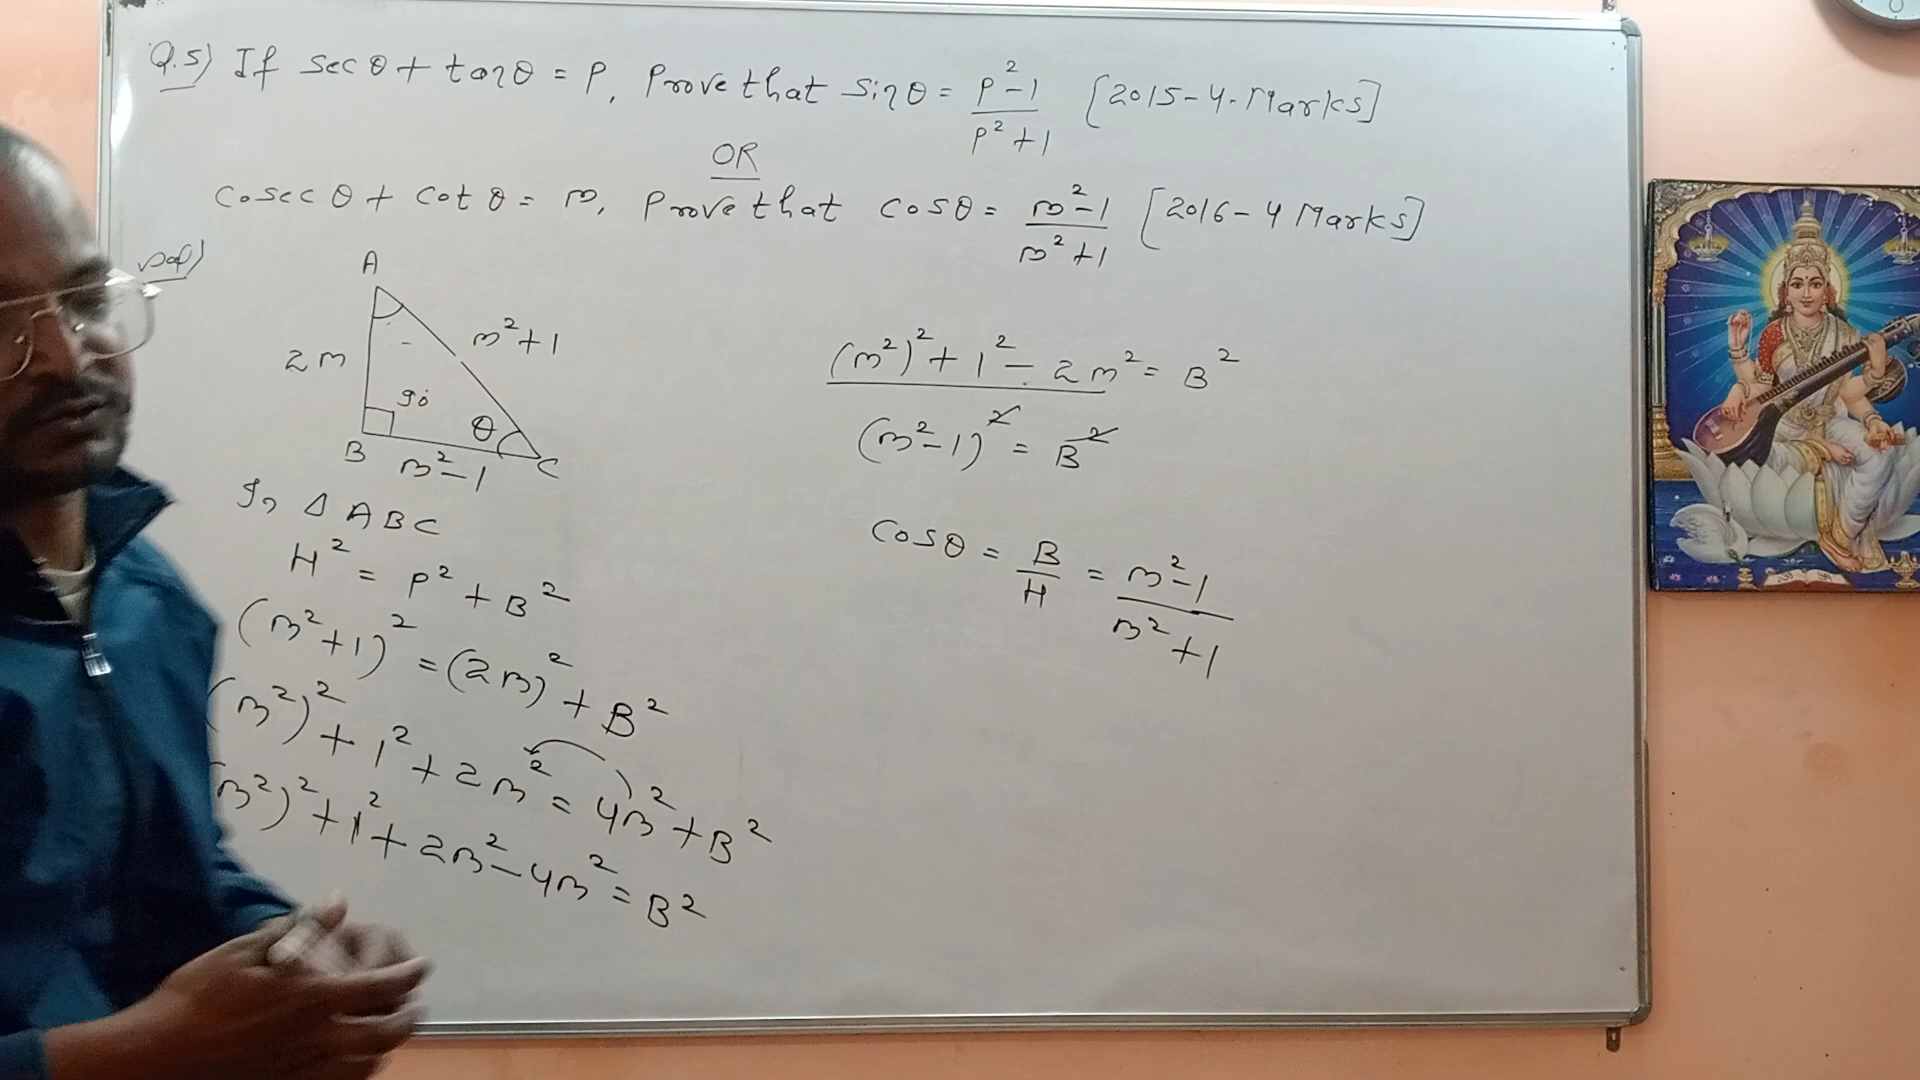 Q.5) If secθ + tanθ = P, Prove that sinθ = (P² - 1)/(P² + 1) [2015 - 4 - Marks]
OR
Cosecθ + Cotθ = m, Prove that cosθ = (m² - 1)/(m² + 1) [2016 - 4 Marks]
Sol)
A
2m
m² + 1
90°
θ
B
m² - 1
C
In Δ ABC
H² = P² + B²
(m² + 1)² = (2m)² + B²
(m²)² + 1² + 2m² = 4m² + B²
(m²)² + 1² + 2m² - 4m² = B²
(m²)² + 1² - 2m² = B²
(m² - 1)² = B²
Cosθ = B/H = (m² - 1)/(m² + 1)